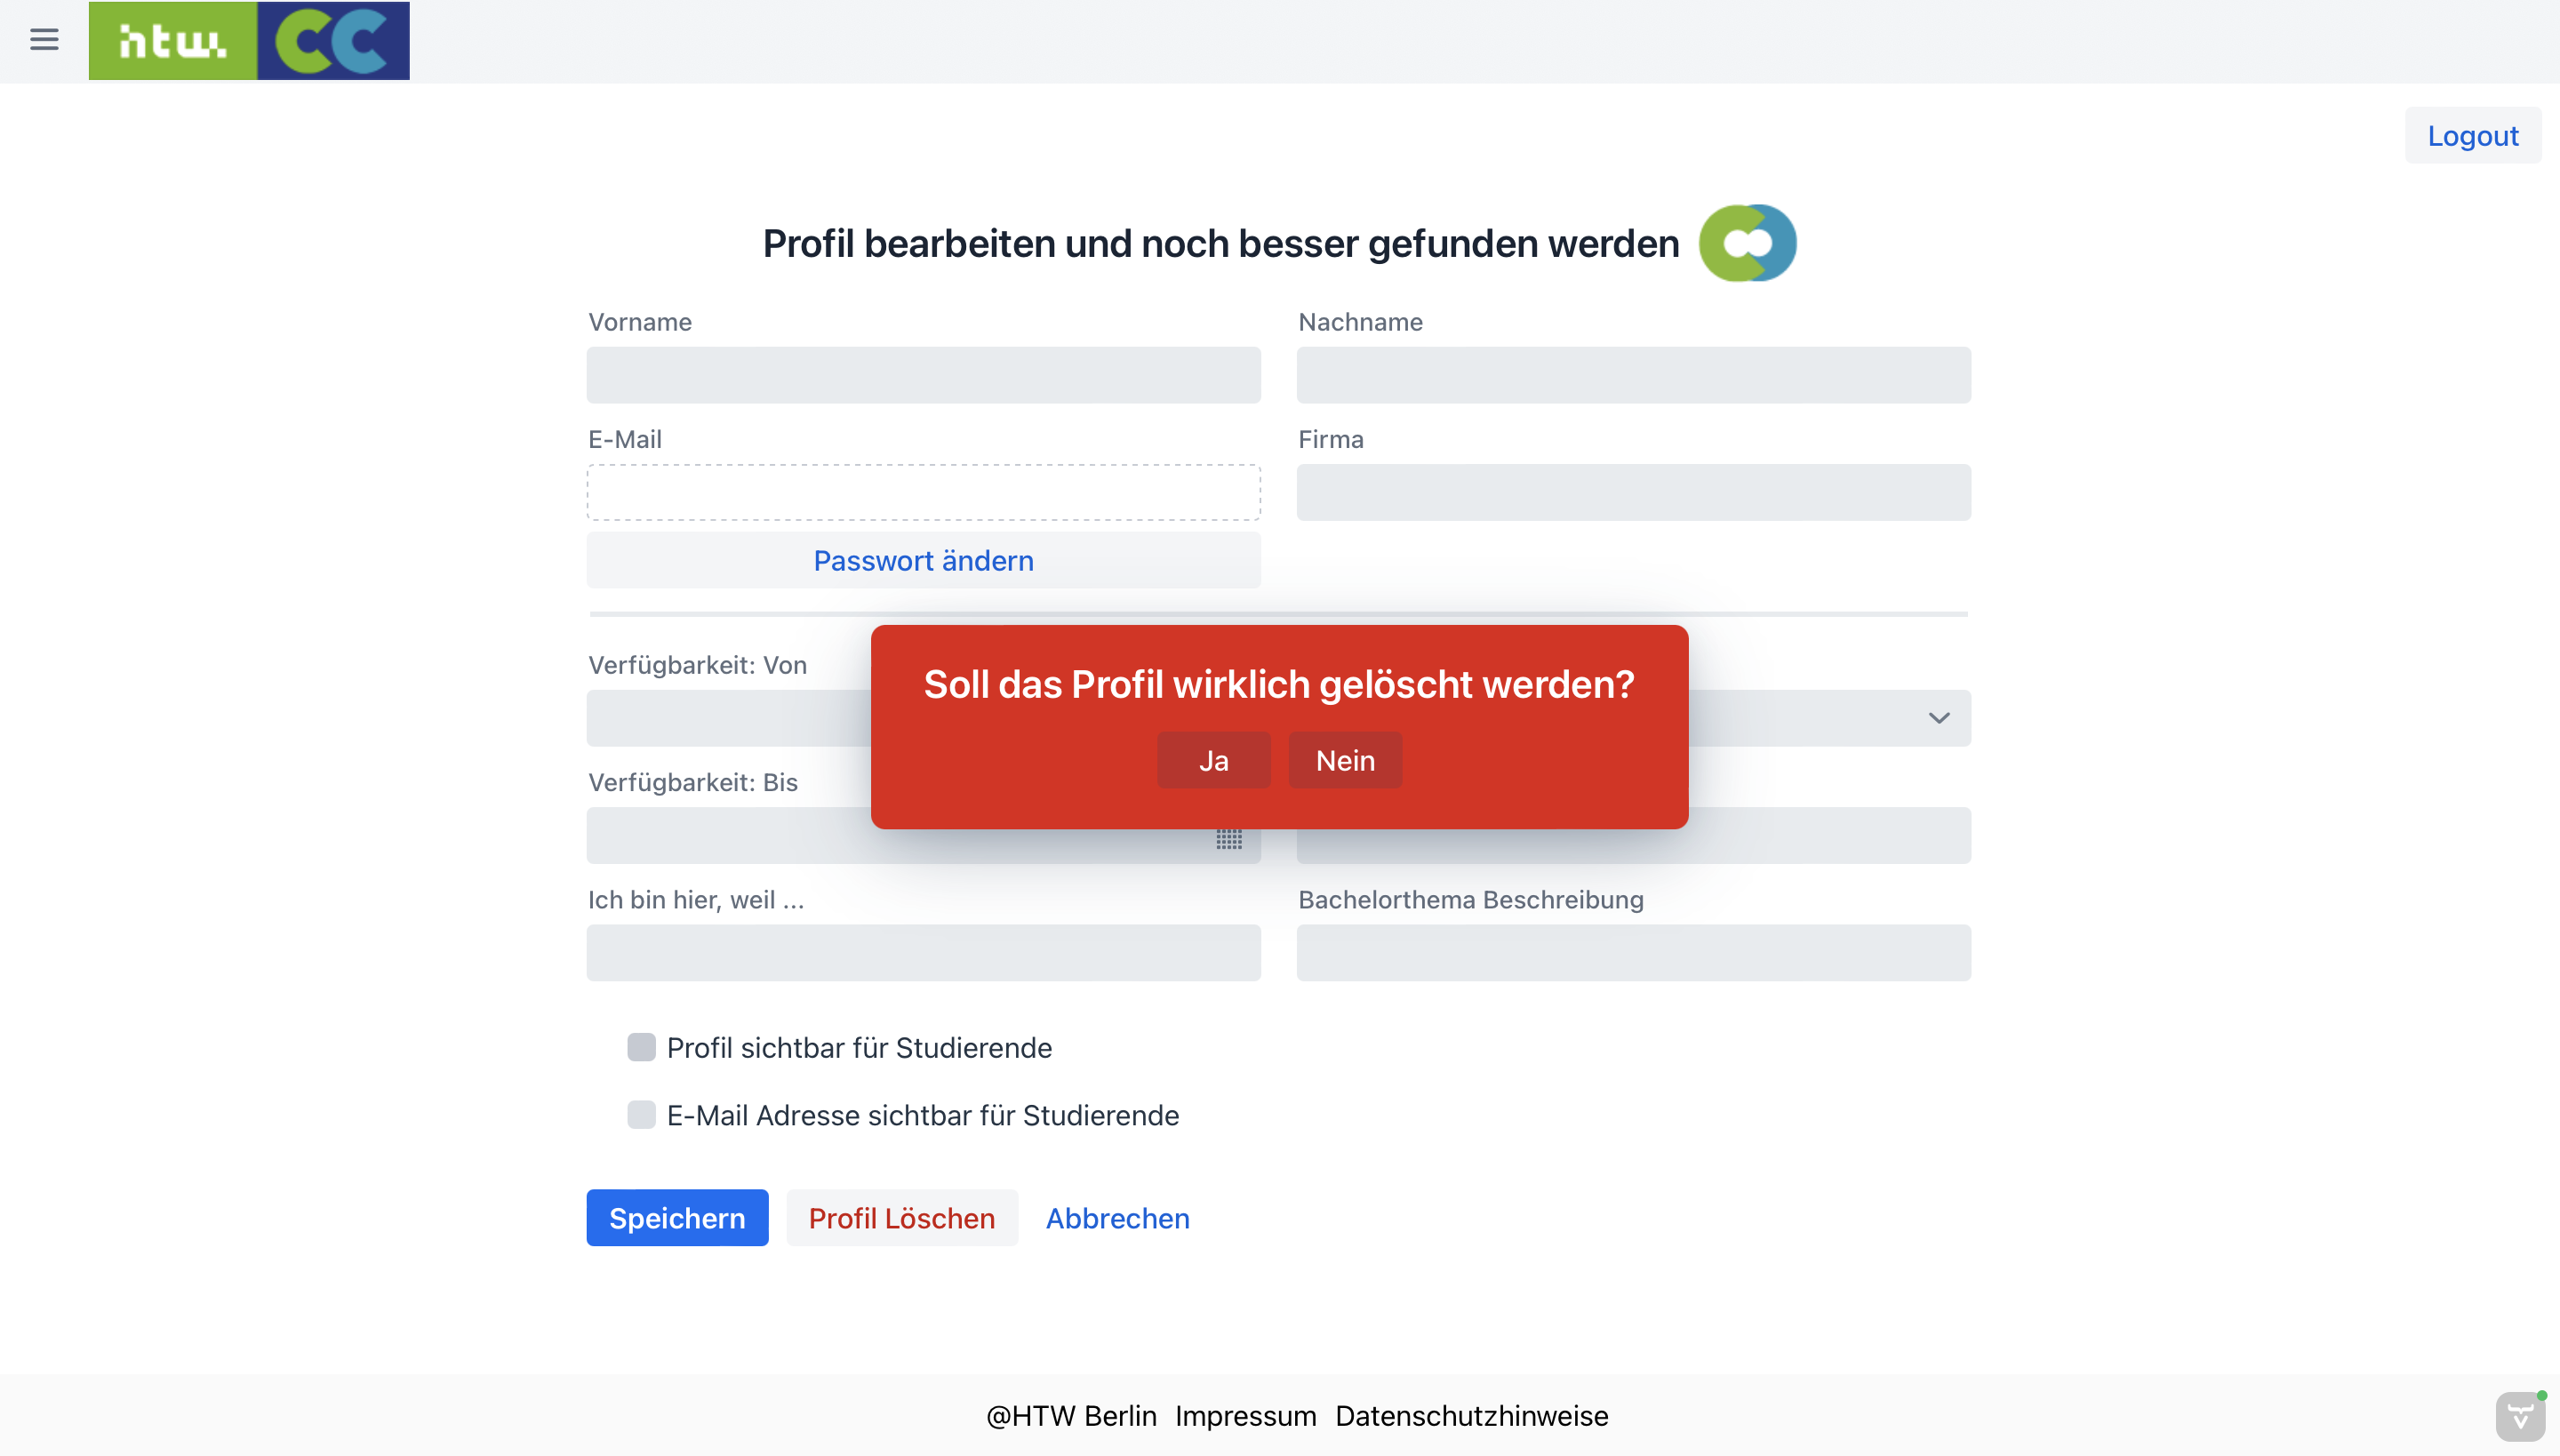 htw. CC
Logout
Profil bearbeiten und noch besser gefunden werden
Vorname
Nachname
E-Mail
Firma
Passwort ändern
Verfügbarkeit: Von
Soll das Profil wirklich gelöscht werden?
Ja Nein
Verfügbarkeit: Bis
Ich bin hier, weil ...
Bachelorthema Beschreibung
Profil sichtbar für Studierende
E-Mail Adresse sichtbar für Studierende
Speichern Profil Löschen Abbrechen
@HTW Berlin Impressum Datenschutzhinweise